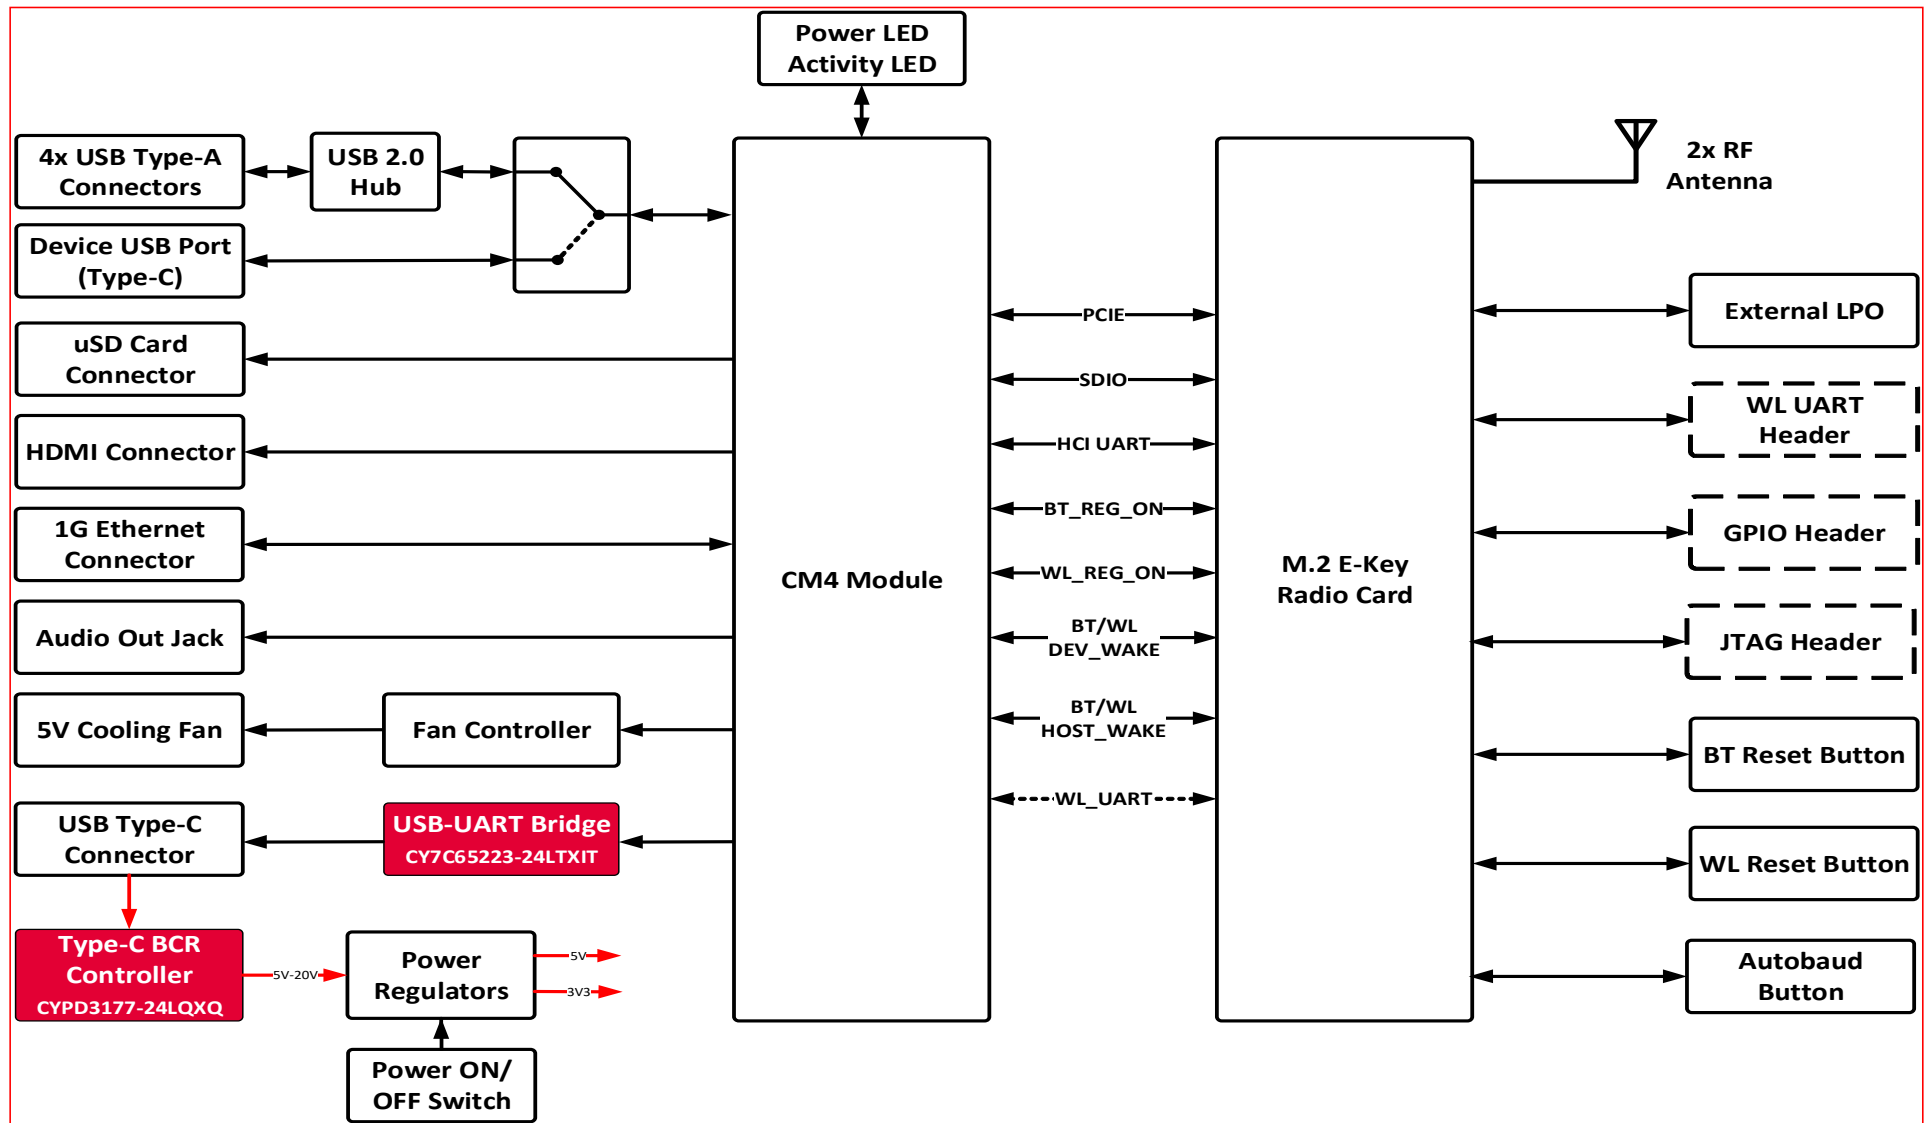 Power LED
Activity LED
4x USB Type-A
Connectors
USB 2.0
Hub
Device USB Port
(Type-C)
uSD Card
Connector
HDMI Connector
1G Ethernet
Connector
Audio Out Jack
5V Cooling Fan
Fan Controller
USB Type-C
Connector
USB-UART Bridge
CY7C65223-24LTXIT
Type-C BCR
Controller
CYPD3177-24LQXQ
5V-20V
Power
Regulators
5V
3V3
Power ON/
OFF Switch
CM4 Module
PCIE
SDIO
HCI UART
BT_REG_ON
WL_REG_ON
BT/WL
DEV_WAKE
BT/WL
HOST_WAKE
WL_UART
M.2 E-Key
Radio Card
2x RF
Antenna
External LPO
WL UART
Header
GPIO Header
JTAG Header
BT Reset Button
WL Reset Button
Autobaud
Button